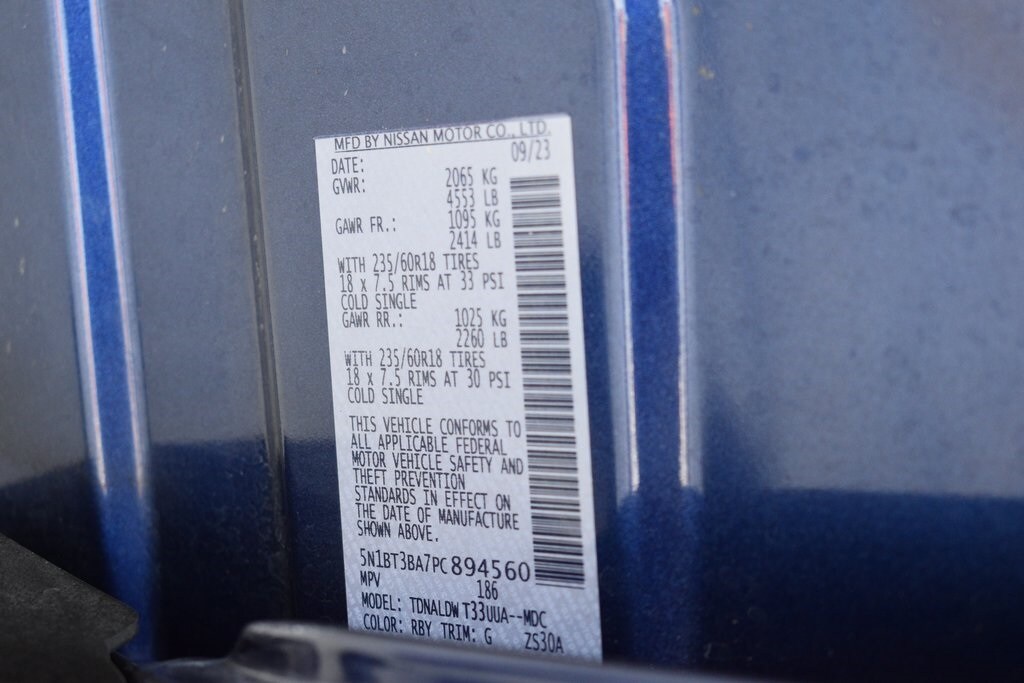 MFD BY NISSAN MOTOR CO., LTD.
DATE: 09/23
GVWR: 2065 KG
4553 LB
GAWR FR.: 1095 KG
2414 LB
WITH 235/60R18 TIRES
18 x 7.5 RIMS AT 33 PSI
COLD SINGLE
GAWR RR.: 1025 KG
2260 LB
WITH 235/60R18 TIRES
18 x 7.5 RIMS AT 30 PSI
COLD SINGLE
THIS VEHICLE CONFORMS TO
ALL APPLICABLE FEDERAL
MOTOR VEHICLE SAFETY AND
THEFT PREVENTION
STANDARDS IN EFFECT ON
THE DATE OF MANUFACTURE
SHOWN ABOVE.
5N1BT3BA7PC894560
MPV 186
MODEL: TDNALDWT33UUA--MDC
COLOR: RBY TRIM: G ZS30A